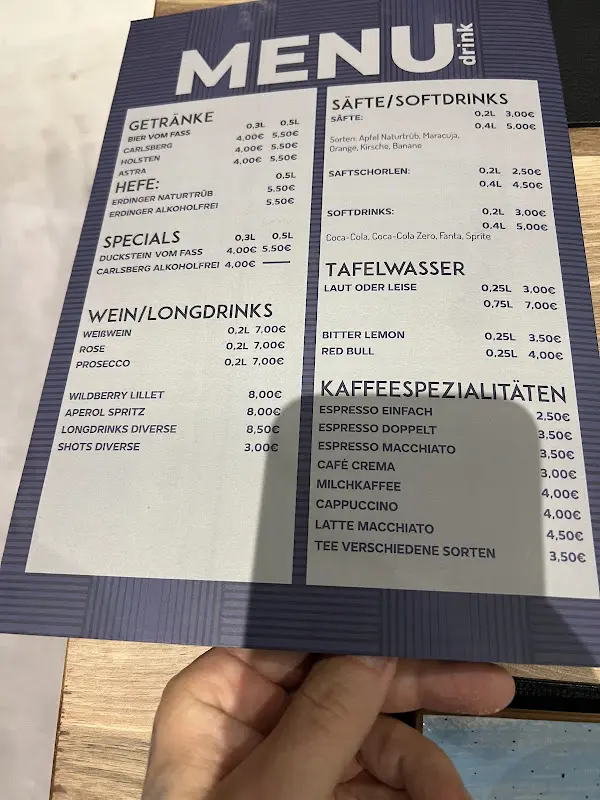 MENU drink
GETRÄNKE
BIER VOM FASS 0,3L 0,5L
CARLSBERG 4,00€ 5,50€
HOLSTEN 4,00€ 5.50€
ASTRA 4,00€ 5.50€
HEFE: 0.5L
ERDINGER NATURTRÜB 5.50€
ERDINGER ALKOHOLFREI 5.50€
SPECIALS 0,3L 0.5L
DUCKSTEIN VOM FASS 4,00€ 5.50€
CARLSBERG ALKOHOLFREI 4,00€
WEIN/LONGDRINKS
WEIßWEIN 0,2L 7,00€
ROSE 0,2L 7.00€
PROSECCO 0,2L 7,00€
WILDBERRY LILLET 8,00€
APEROL SPRITZ 8,00€
LONGDRINKS DIVERSE 8,50€
SHOTS DIVERSE 3,00€
SÄFTE/SOFTDRINKS
SÄFTE: 0,2L 3,00€
0,4L 5,00€
Sorten: Apfel Naturtrüb, Maracuja,
Orange, Kirsche, Banane
SAFTSCHORLEN: 0,2L 2,50€
0.4L 4,50€
SOFTDRINKS: 0,2L 3,00€
0,4L 5,00€
Coca-Cola, Coca-Cola Zero, Fanta, Sprite
TAFELWASSER
LAUT ODER LEISE 0,25L 3,00€
0,75L 7,00€
BITTER LEMON 0,25L 3.50€
RED BULL 0,25L 4,00€
KAFFEESPEZIALITÄTEN
ESPRESSO EINFACH 2,50€
ESPRESSO DOPPELT 3,50€
ESPRESSO MACCHIATO 3,50€
CAFÉ CREMA 3,00€
MILCHKAFFEE 4,00€
CAPPUCCINO 4,00€
LATTE MACCHIATO 4,50€
TEE VERSCHIEDENE SORTEN 3,50€